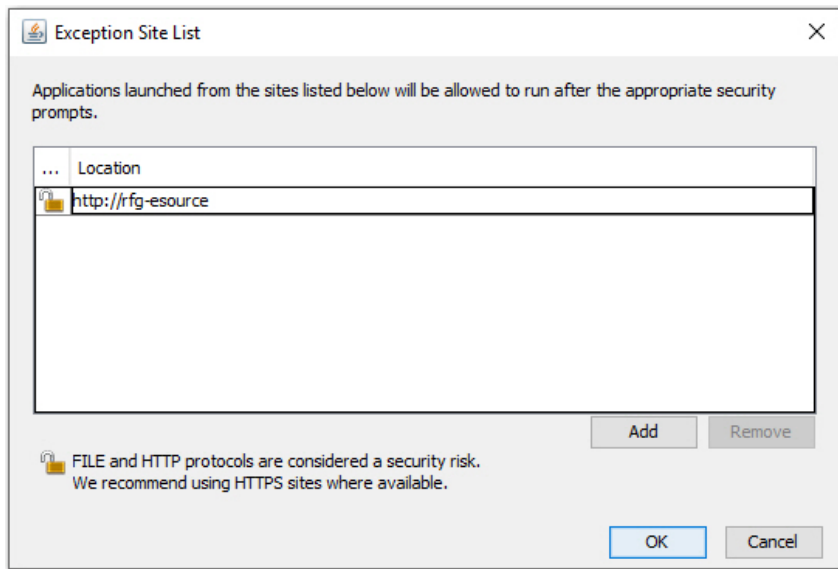 Exception Site List
Applications launched from the sites listed below will be allowed to run after the appropriate security
prompts.
... Location
http://rfg-esource
Add Remove
FILE and HTTP protocols are considered a security risk.
We recommend using HTTPS sites where available.
OK Cancel